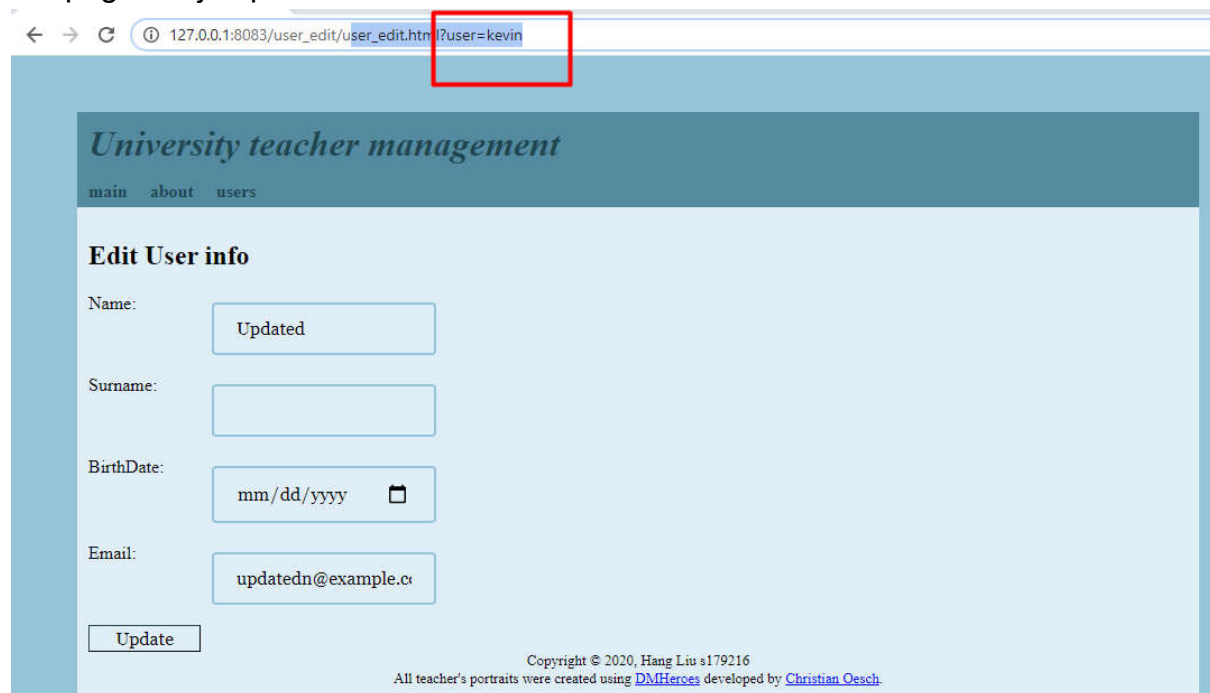 127.0.0.1:8083/user_edit/user_edit.html?user=kevin
University teacher management
main about users
Edit User info
Name:
Updated
Surname:
BirthDate:
mm/dd/yyyy
Email:
updatedn@example.c
Update
Copyright © 2020, Hang Liu s179216
All teacher's portraits were created using DMHeroes developed by Christian Oesch.